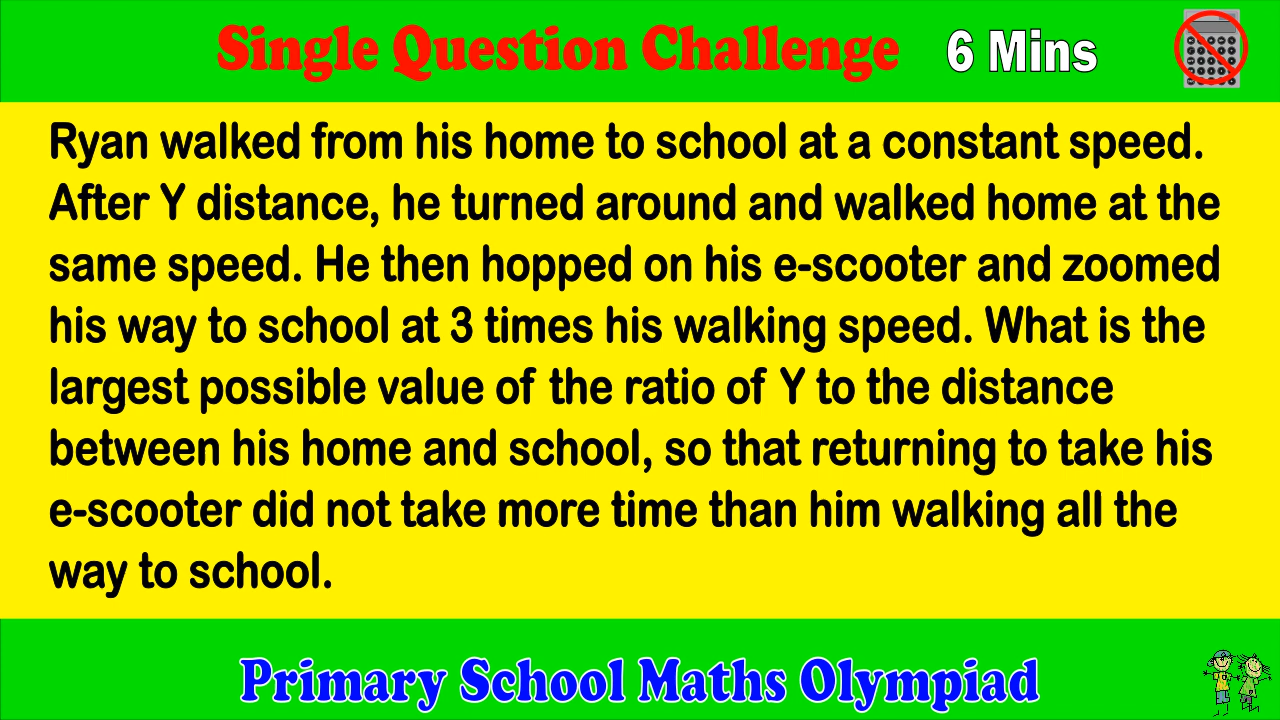 Single Question Challenge 6 Mins
Ryan walked from his home to school at a constant speed.
After Y distance, he turned around and walked home at the
same speed. He then hopped on his e-scooter and zoomed
his way to school at 3 times his walking speed. What is the
largest possible value of the ratio of Y to the distance
between his home and school, so that returning to take his
e-scooter did not take more time than him walking all the
way to school.
Primary School Maths Olympiad